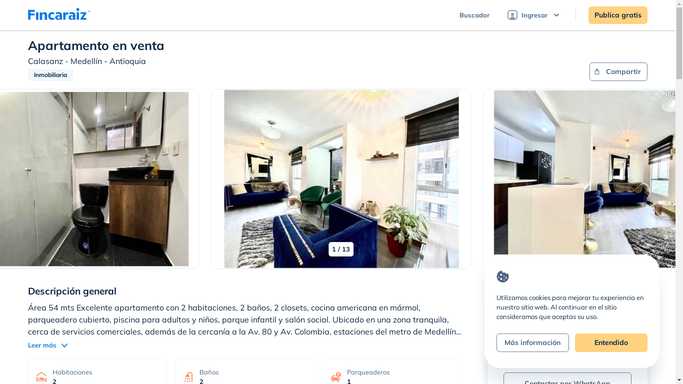 Fincaraiz
Buscador
Ingresar
Publica gratis
Apartamento en venta
Calasanz - Medellín - Antioquia
Inmobiliaria
Compartir
1 / 13
Descripción general
Área 54 mts Excelente apartamento con 2 habitaciones, 2 baños, 2 closets, cocina americana en mármol,
parqueadero cubierto, piscina para adultos y niños, parque infantil y salón social. Ubicado en una zona tranquila,
cerca de servicios comerciales, además de la cercanía a la Av. 80 y Av. Colombia, estaciones del metro de Medellín...
Leer más
Habitaciones
2
Baños
2
Parqueaderos
1
Utilizamos cookies para mejorar tu experiencia en
nuestro sitio web. Al continuar en el sitio
consideramos que aceptas su uso.
Más información
Entendido
Contactar por WhatsApp